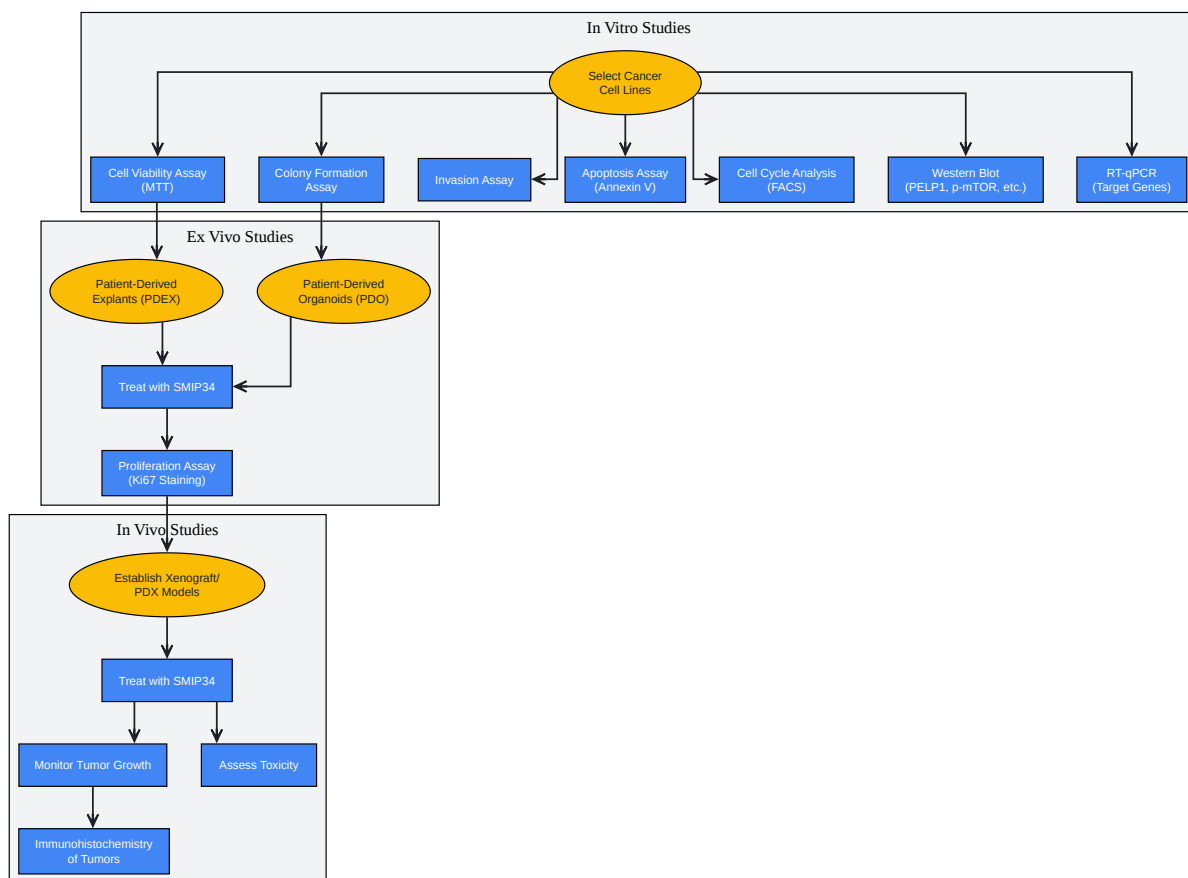 In Vitro Studies
Select Cancer
Cell Lines
Cell Viability Assay
(MTT)
Colony Formation
Assay
Invasion Assay
Apoptosis Assay
(Annexin V)
Cell Cycle Analysis
(FACS)
Western Blot
(PELP1, p-mTOR, etc.)
RT-qPCR
(Target Genes)
Ex Vivo Studies
Patient-Derived
Explants (PDEX)
Patient-Derived
Organoids (PDO)
Treat with SMIP34
Proliferation Assay
(Ki67 Staining)
In Vivo Studies
Establish Xenograft/
PDX Models
Treat with SMIP34
Monitor Tumor Growth
Assess Toxicity
Immunohistochemistry
of Tumors